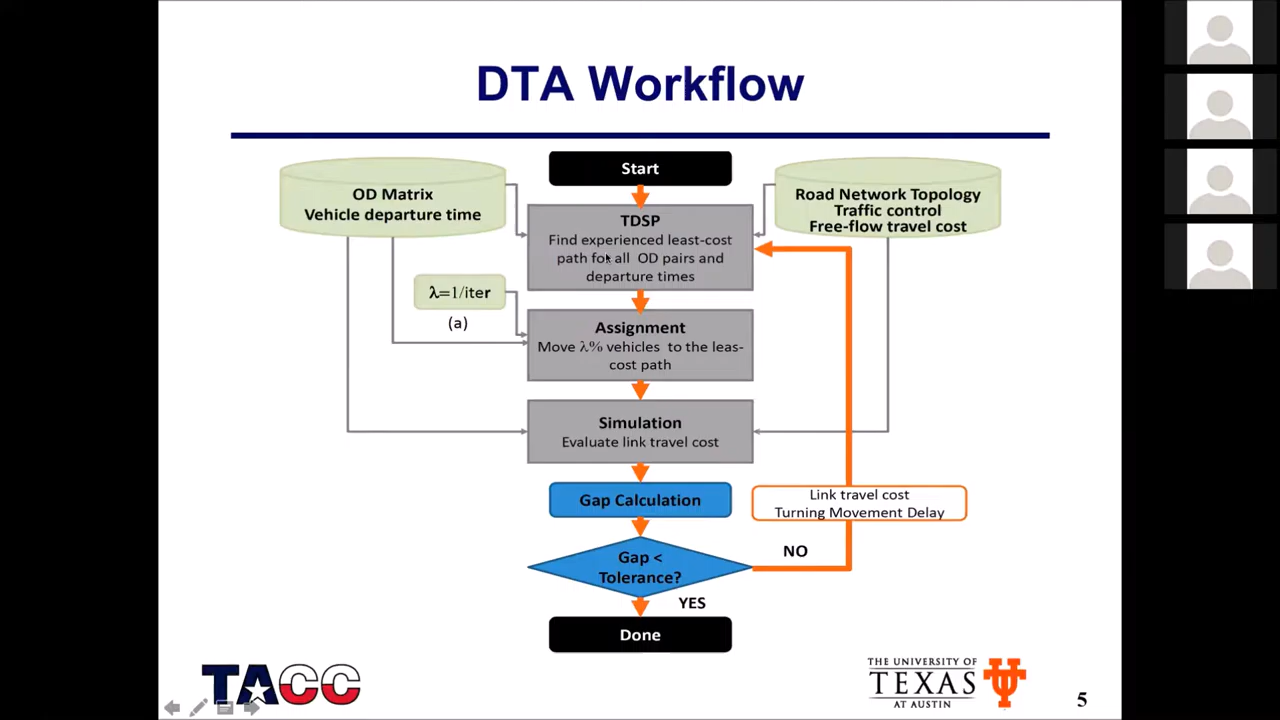 DTA Workflow
Start
OD Matrix
Vehicle departure time
Road Network Topology
Traffic control
Free-flow travel cost
TDSP
Find experienced least-cost
path for all OD pairs and
departure times
λ=1/iter
(a)
Assignment
Move λ% vehicles to the leas-
cost path
Simulation
Evaluate link travel cost
Gap Calculation
Link travel cost
Turning Movement Delay
Gap <
Tolerance?
NO
YES
Done
TACC
THE UNIVERSITY OF
TEXAS
AT AUSTIN
5